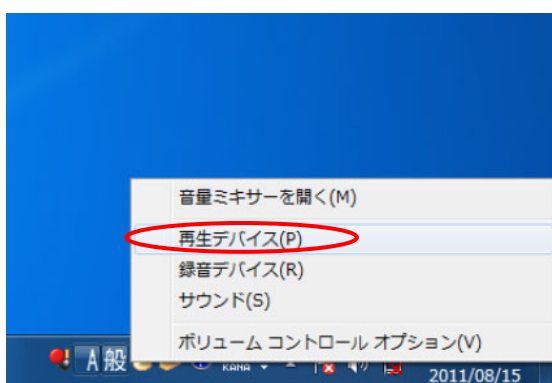 音量ミキサーを開く(M)
再生デバイス(P)
録音デバイス(R)
サウンド(S)
ボリューム コントロール オプション(V)
A 般
KANA
2011/08/15